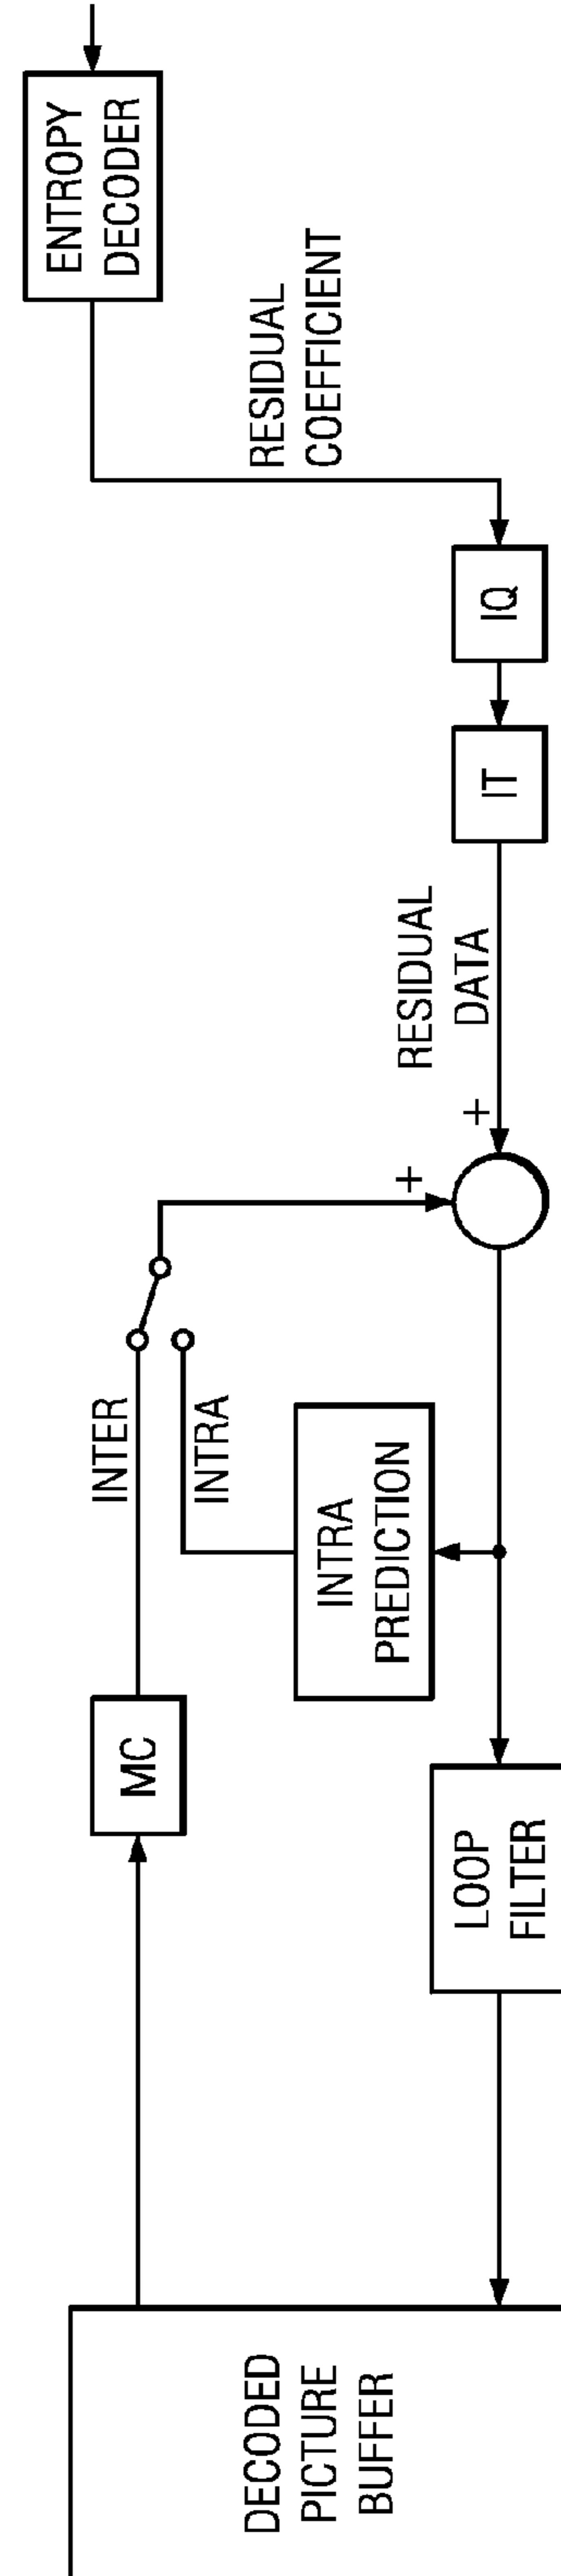 ENTROPY
DECODER
RESIDUAL
COEFFICIENT
IQ
IT
RESIDUAL
DATA
+
+
INTER
INTRA
INTRA
PREDICTION
MC
LOOP
FILTER
DECODED
PICTURE
BUFFER